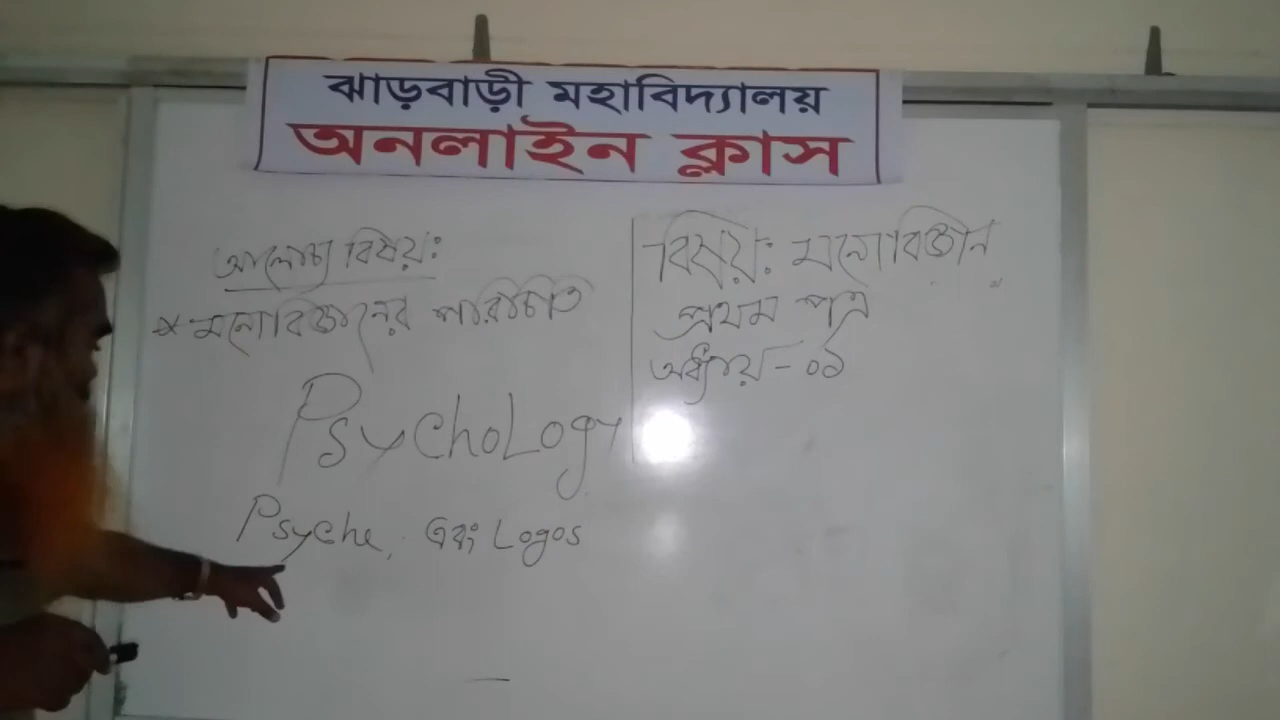 ঝাড়বাড়ী মহাবিদ্যালয়
অনলাইন ক্লাস
আলোচ্য বিষয়:
* মনোবিজ্ঞানের পরিচিতি
Psychology
Psyche, এবং Logos
বিষয়: মনোবিজ্ঞান
প্রথম পত্র
অধ্যায় - ০১